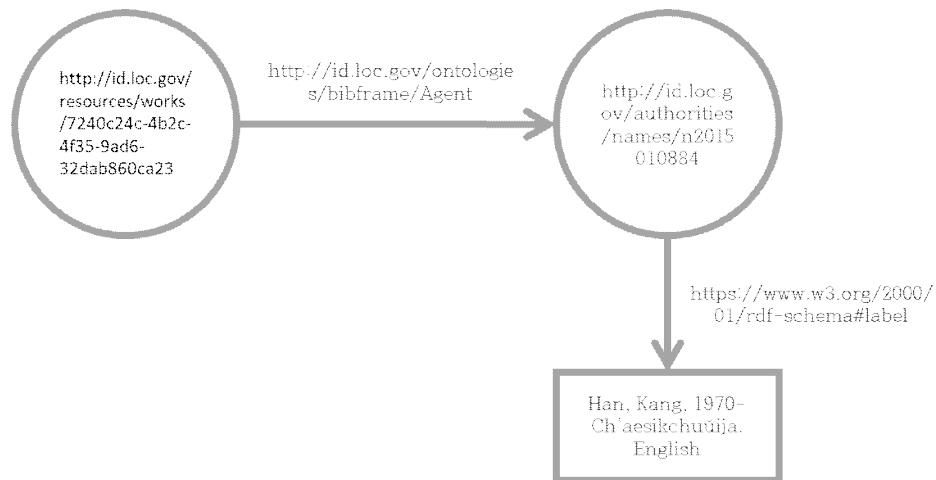 http://id.loc.gov/
resources/works
/7240c24c-4b2c-
4f35-9ad6-
32dab860ca23
http://id.loc.gov/ontologie
s/bibframe/Agent
http://id.loc.g
ov/authorities
/names/n2015
010884
https://www.w3.org/2000/
01/rdf-schema#label
Han, Kang, 1970-
Ch'aesikchuŭija.
English